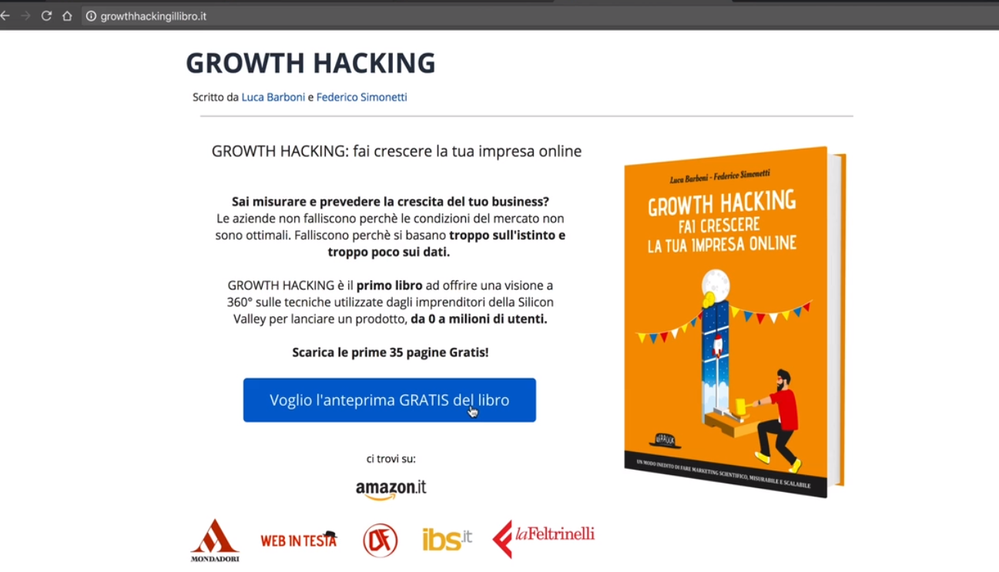 growthhackingillibro.it
GROWTH HACKING
Scritto da Luca Barboni e Federico Simonetti
GROWTH HACKING: fai crescere la tua impresa online
Sai misurare e prevedere la crescita del tuo business?
Le aziende non falliscono perchè le condizioni del mercato non
sono ottimali. Falliscono perchè si basano troppo sull'istinto e
troppo poco sui dati.
GROWTH HACKING è il primo libro ad offrire una visione a
360° sulle tecniche utilizzate dagli imprenditori della Silicon
Valley per lanciare un prodotto, da 0 a milioni di utenti.
Scarica le prime 35 pagine Gratis!
Voglio l'anteprima GRATIS del libro
ci trovi su:
amazon.it
MONDADORI
WEB IN TESTA
DF
ibs.it
laFeltrinelli
Luca Barboni - Federico Simonetti
GROWTH HACKING
FAI CRESCERE
LA TUA IMPRESA ONLINE
WEBBOOK
UN MODO INEDITO DI FARE MARKETING SCIENTIFICO, MISURABILE E SCALABILE